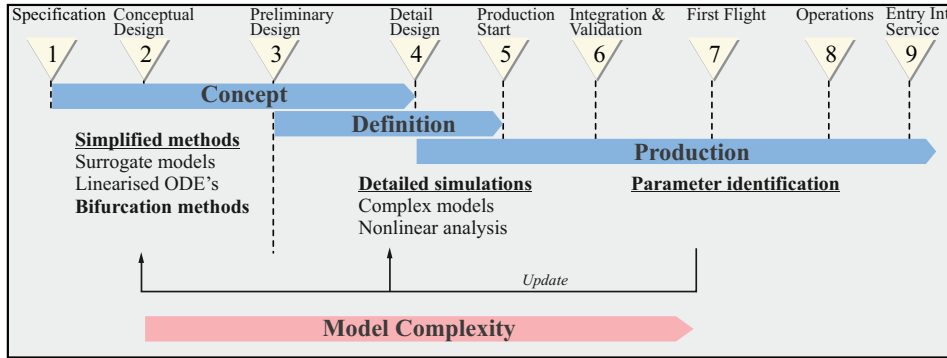 Specification
Conceptual
Design
Preliminary
Design
Detail
Design
Production
Start
Integration &
Validation
First Flight
Operations
Entry Int
Service
1
2
3
4
5
6
7
8
9
Concept
Definition
Production
Simplified methods
Surrogate models
Linearised ODE's
Bifurcation methods
Detailed simulations
Complex models
Nonlinear analysis
Parameter identification
Update
Model Complexity